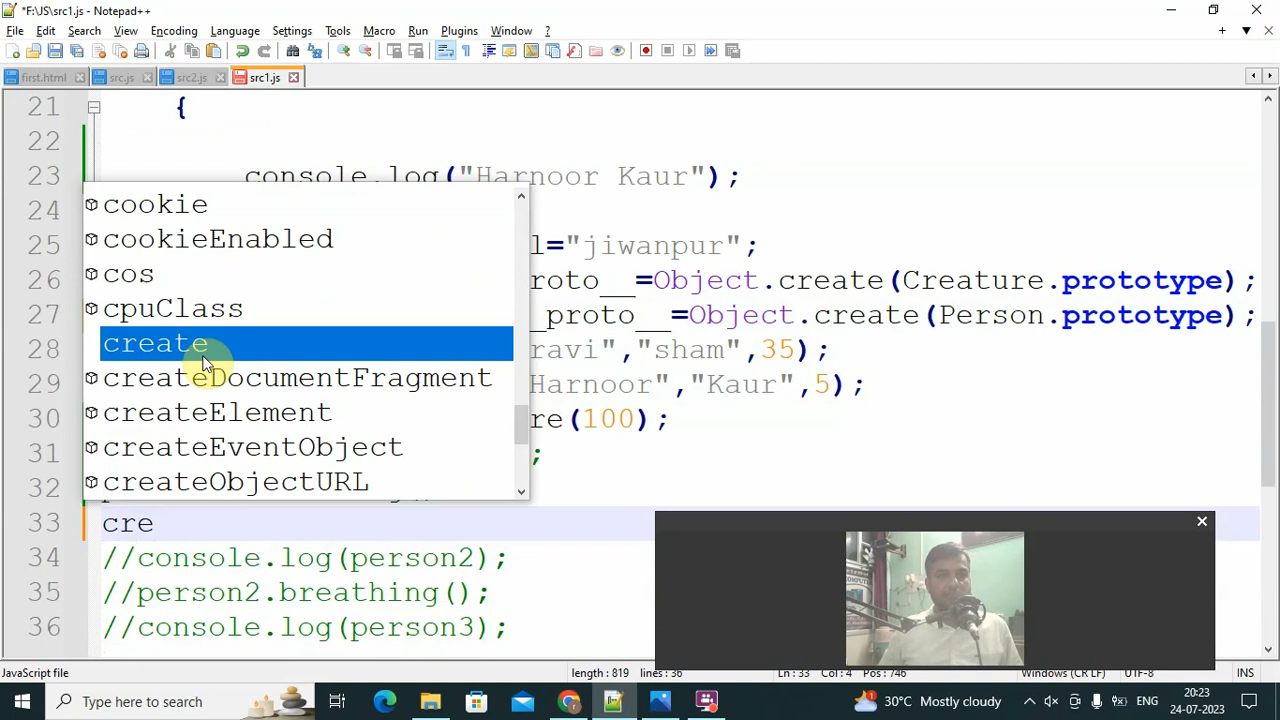 *F:\JS\src1.js - Notepad++
File Edit Search View Encoding Language Settings Tools Macro Run Plugins Window ?
first.html src.js src2.js src1.js
21 {
22
23 console.log("Harnoor Kaur");
24
25 l="jiwanpur";
26 proto__=Object.create(Creature.prototype);
27 _proto__=Object.create(Person.prototype);
28 ravi","sham",35);
29 Harnoor","Kaur",5);
30 re(100);
31 ;
32
33 cre
34 //console.log(person2);
35 //person2.breathing();
36 //console.log(person3);
cookie
cookieEnabled
cos
cpuClass
create
createDocumentFragment
createElement
createEventObject
createObjectURL
JavaScript file length : 819 lines : 36 Ln : 33 Col : 4 Pos : 746 Windows (CR LF) UTF-8 INS
Type here to search 30°C Mostly cloudy ENG 20:23
24-07-2023